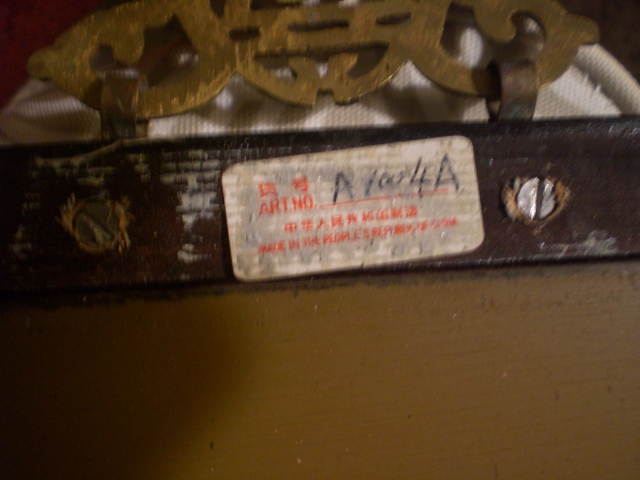 货号
ART.NO. A1004A
中华人民共和国制造
MADE IN THE PEOPLE'S REPUBLIC OF CHINA